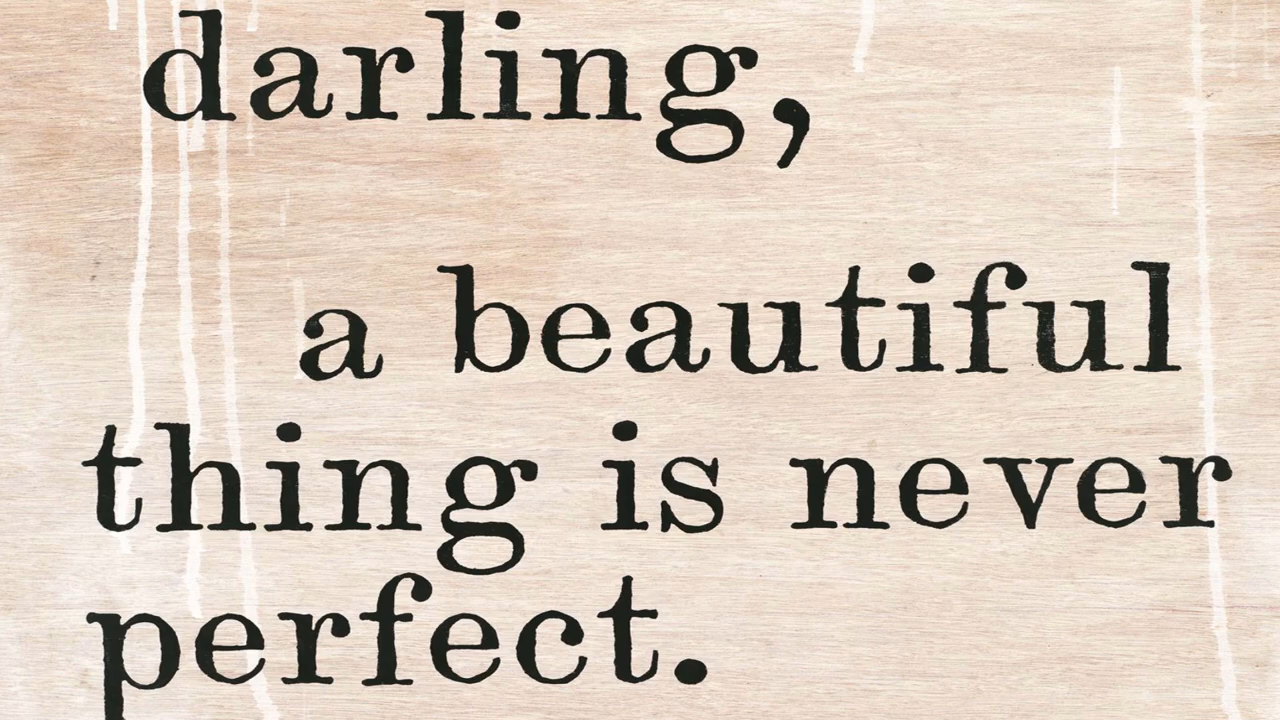 darling,
a beautiful
thing is never
perfect.